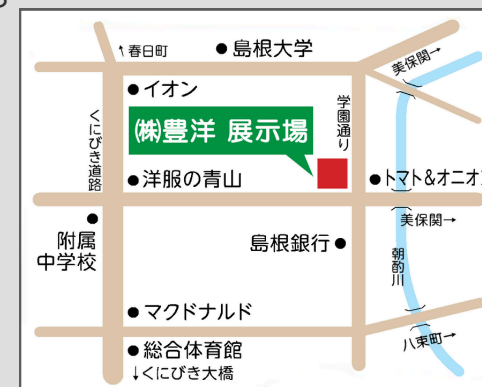 ↑春日町
●島根大学
美保関→
●イオン
くにびき道路
学園通り
㈱豊洋 展示場
●洋服の青山
●トマト&オニオン
附属
中学校
美保関→
島根銀行●
朝酌川
●マクドナルド
八束町→
●総合体育館
↓くにびき大橋